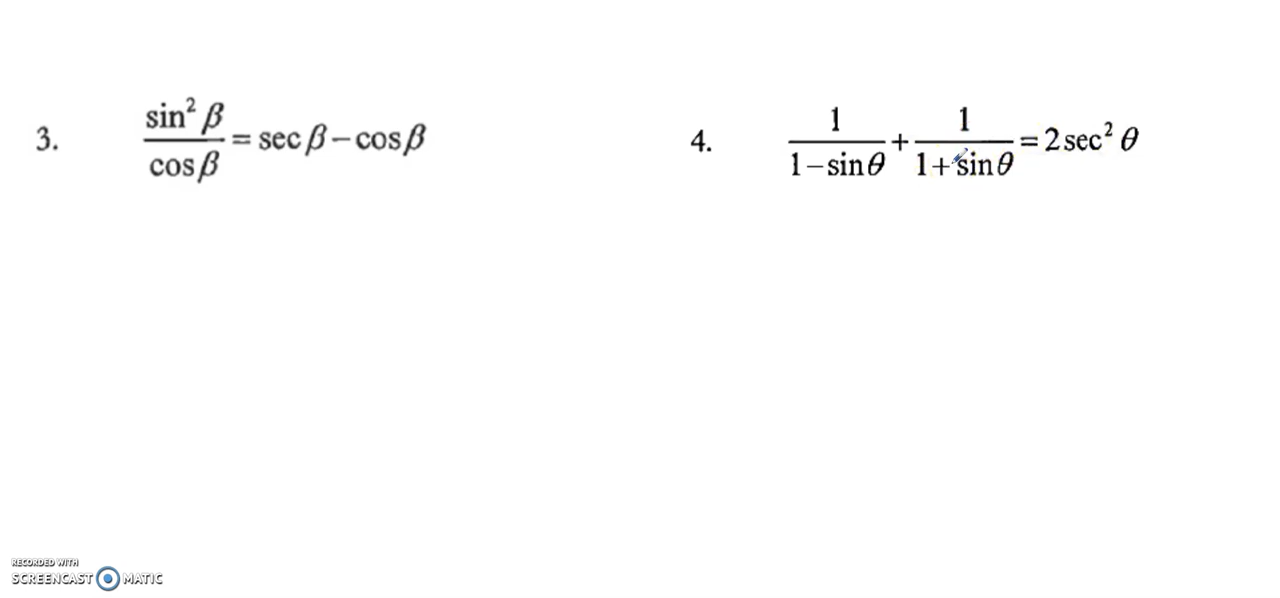 3. sin² β / cos β = sec β − cos β
4. 1 / (1 − sin θ) + 1 / (1 + sin θ) = 2 sec² θ
RECORDED WITH
SCREENCAST MATIC